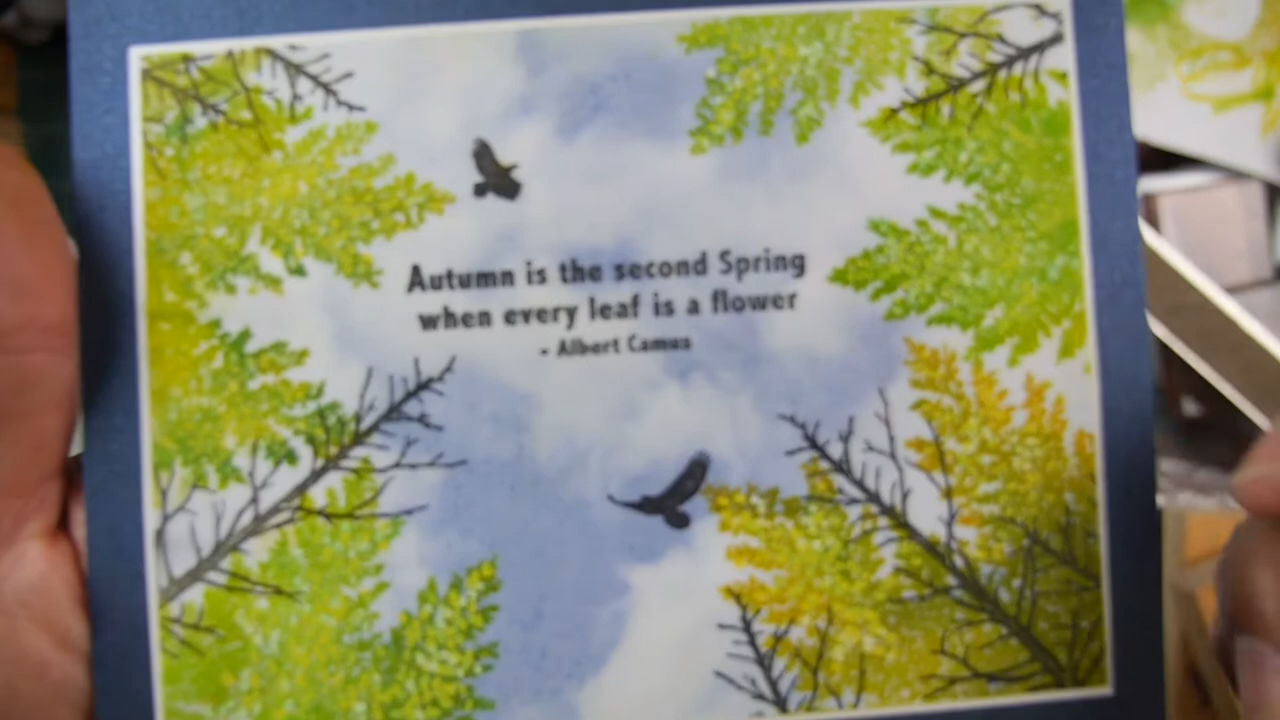 Autumn is the second Spring
when every leaf is a flower
- Albert Camus